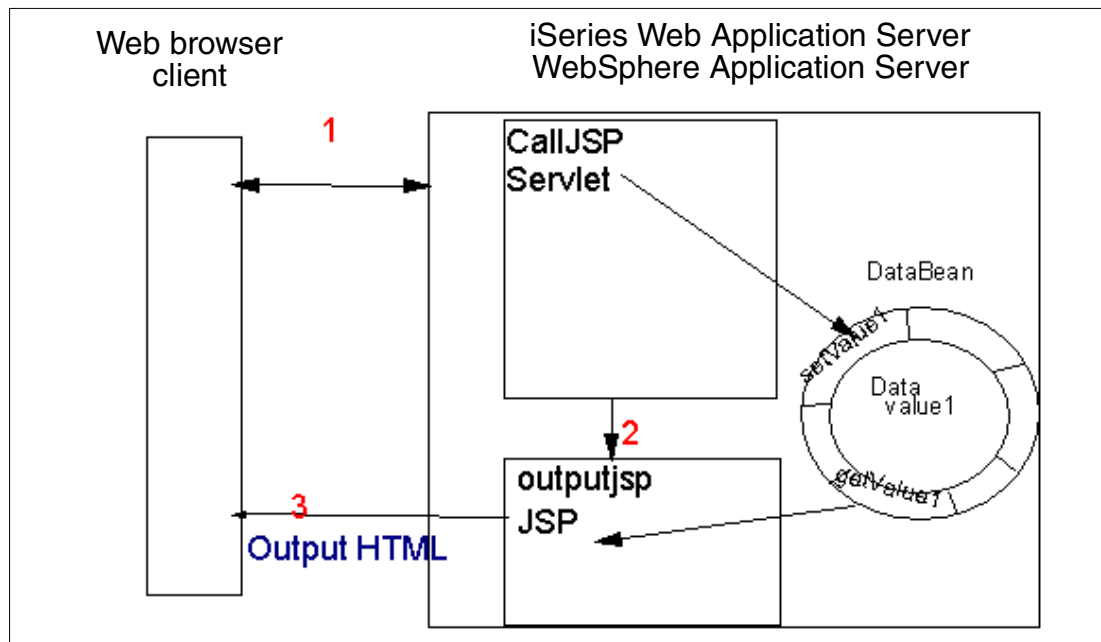 Web browser
client
iSeries Web Application Server
WebSphere Application Server
1
CallJSP
Servlet
DataBean
setValue1
Data
value1
getValue1
2
outputjsp
JSP
3
Output HTML